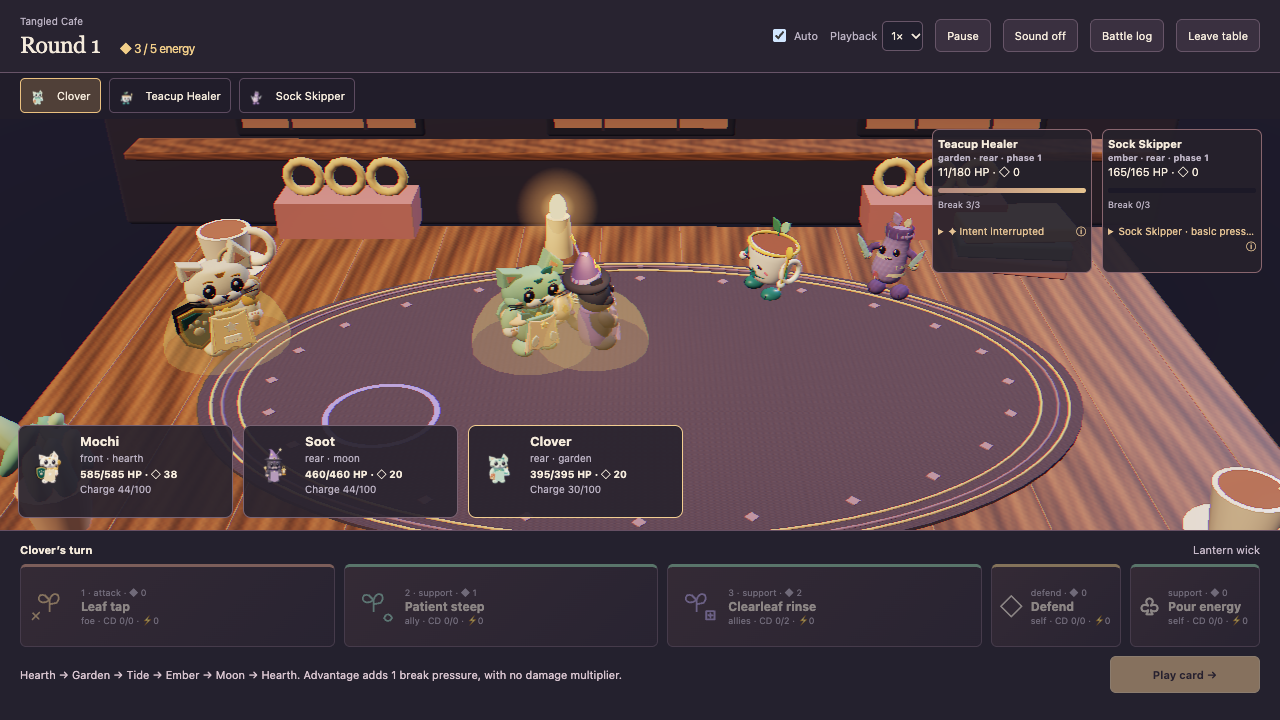 Tangled Cafe
Round 1
◆ 3 / 5 energy
Auto
Playback
1×
Pause
Sound off
Battle log
Leave table
Clover
Teacup Healer
Sock Skipper
Teacup Healer
garden · rear · phase 1
11/180 HP · ◇ 0
Break 3/3
▸ ✦ Intent interrupted ⓘ
Sock Skipper
ember · rear · phase 1
165/165 HP · ◇ 0
Break 0/3
▸ Sock Skipper · basic press...
ⓘ
Mochi
front · hearth
585/585 HP · ◇ 38
Charge 44/100
Soot
rear · moon
460/460 HP · ◇ 20
Charge 44/100
Clover
rear · garden
395/395 HP · ◇ 20
Charge 30/100
Clover's turn
Lantern wick
1 · attack · ◆ 0
Leaf tap
foe · CD 0/0 · ⚡0
2 · support · ◆ 1
Patient steep
ally · CD 0/0 · ⚡0
3 · support · ◆ 2
Clearleaf rinse
allies · CD 0/2 · ⚡0
defend · ◆ 0
Defend
self · CD 0/0 · ⚡0
support · ◆ 0
Pour energy
self · CD 0/0 · ⚡0
Hearth → Garden → Tide → Ember → Moon → Hearth. Advantage adds 1 break pressure, with no damage multiplier.
Play card →